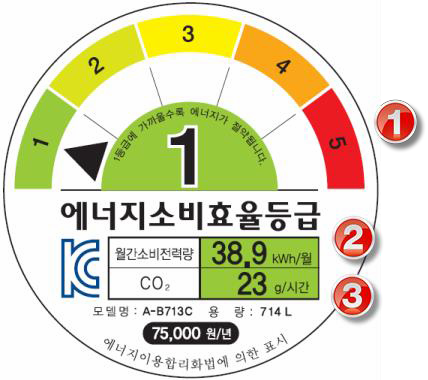 1
2
3
4
5
1등급에 가까울수록 에너지가 절약됩니다.
1
에너지소비효율등급
월간소비전력량 38.9 kWh/월
CO₂ 23 g/시간
모델명 : A-B713C 용 량 : 714 L
75,000 원/년
에너지이용합리화법에 의한 표시
1
2
3